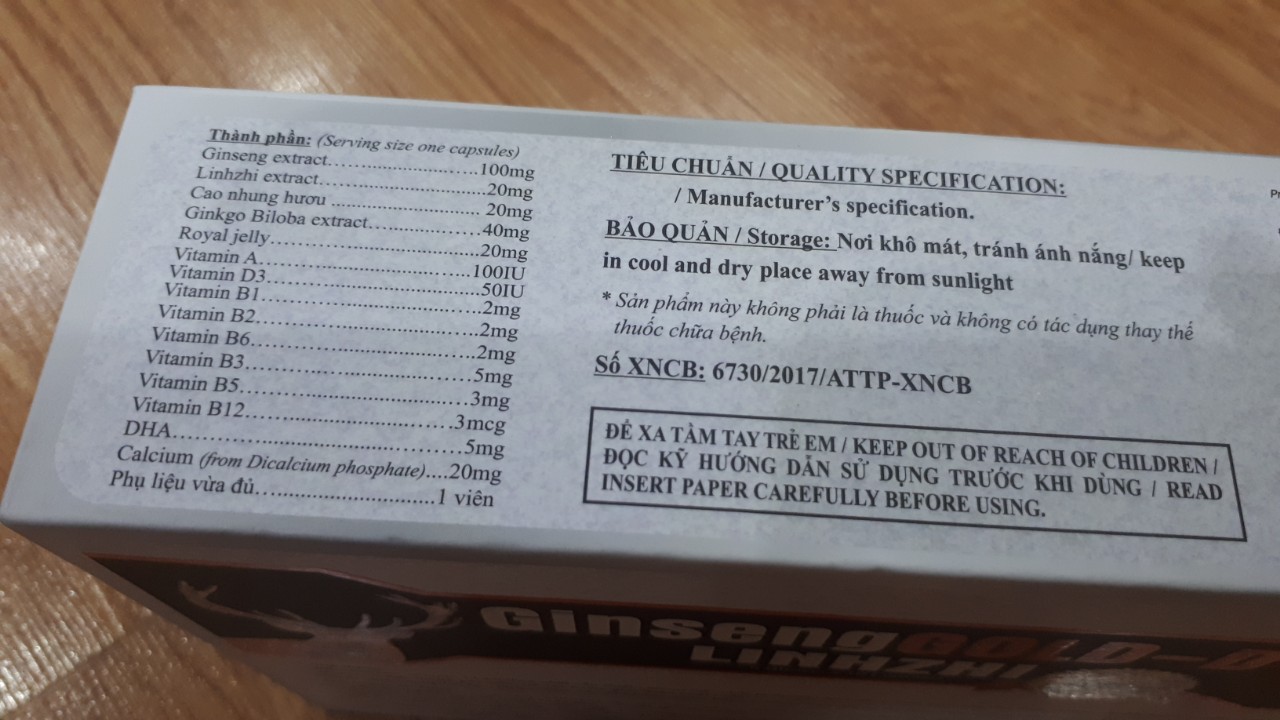 Thành phần: (Serving size one capsules)
Ginseng extract.............................100mg
Linhzhi extract................................20mg
Cao nhung hươu ............................ 20mg
Ginkgo Biloba extract.....................40mg
Royal jelly.......................................20mg
Vitamin A.......................................100IU
Vitamin D3.....................................50IU
Vitamin B1......................................2mg
Vitamin B2......................................2mg
Vitamin B6......................................2mg
Vitamin B3......................................5mg
Vitamin B5......................................3mg
Vitamin B12....................................3mcg
DHA................................................5mg
Calcium (from Dicalcium phosphate)....20mg
Phụ liệu vừa đủ................................1 viên
TIÊU CHUẨN / QUALITY SPECIFICATION:
/ Manufacturer's specification.
BẢO QUẢN / Storage: Nơi khô mát, tránh ánh nắng/ keep
in cool and dry place away from sunlight
* Sản phẩm này không phải là thuốc và không có tác dụng thay thế
thuốc chữa bệnh.
Số XNCB: 6730/2017/ATTP-XNCB
ĐỂ XA TẦM TAY TRẺ EM / KEEP OUT OF REACH OF CHILDREN /
ĐỌC KỸ HƯỚNG DẪN SỬ DỤNG TRƯỚC KHI DÙNG / READ
INSERT PAPER CAREFULLY BEFORE USING.
GinsengGOLD-
LINHZHI